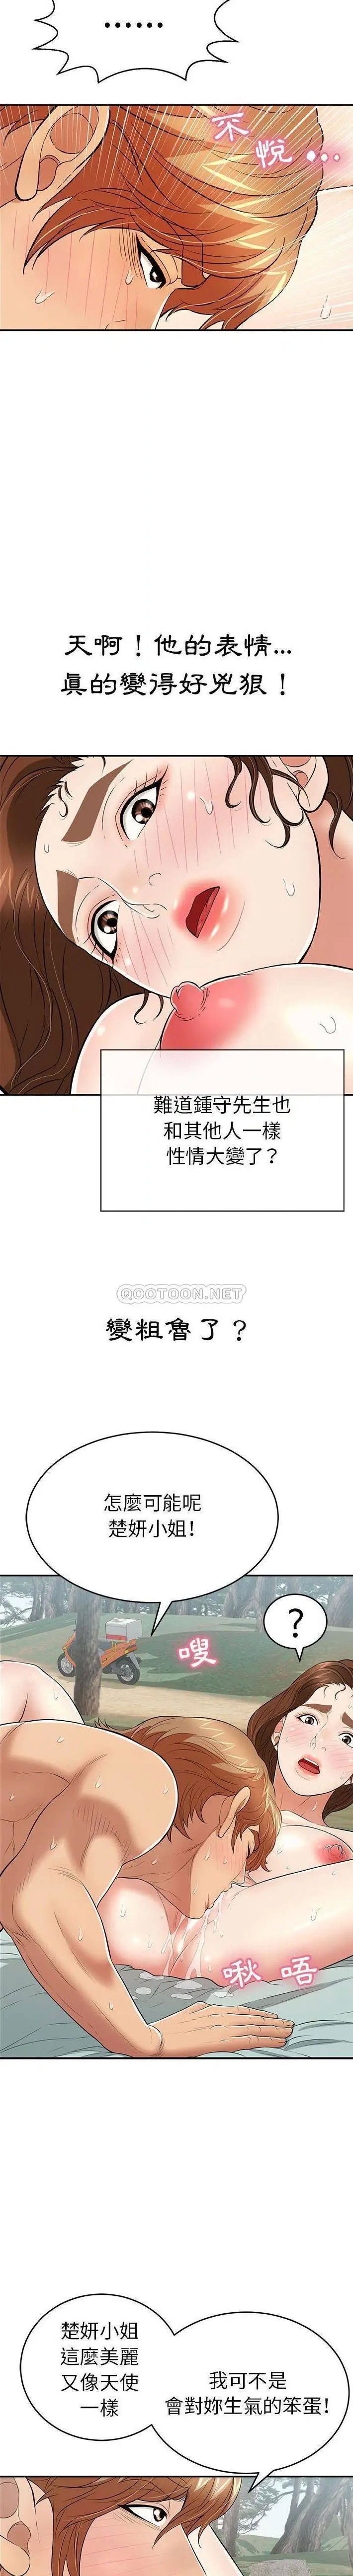 ......
不悅...
天啊！他的表情...
真的變得好兇狠！
難道鍾守先生也
和其他人一樣
性情大變了？
QOOTOON.NET
變粗魯了？
怎麼可能呢
楚妍小姐！
?
嗖
啾唔
楚妍小姐
這麼美麗
又像天使
一樣
我可不是
會對妳生氣的笨蛋！